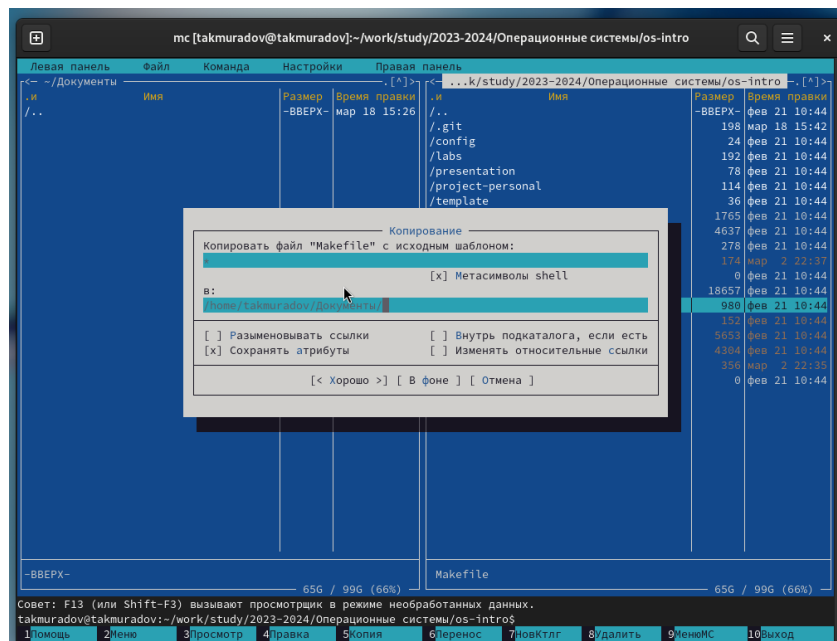 mc [takmuradov@takmuradov]:~/work/study/2023-2024/Операционные системы/os-intro
Левая панель Файл Команда Настройки Правая панель
<— ~/Документы .[^]>
<— ...k/study/2023-2024/Операционные системы/os-intro —.[^]>
.и Имя Размер Время правки
.и Имя Размер Время правки
/.. -ВВЕРХ- мар 18 15:26
/.. -ВВЕРХ- фев 21 10:44
/.git 198 мар 18 15:42
/config 24 фев 21 10:44
/labs 192 фев 21 10:44
/presentation 78 фев 21 10:44
/project-personal 114 фев 21 10:44
/template 36 фев 21 10:44
1765 фев 21 10:44
4637 фев 21 10:44
278 фев 21 10:44
174 мар 2 22:37
0 фев 21 10:44
18657 фев 21 10:44
980 фев 21 10:44
152 фев 21 10:44
5653 фев 21 10:44
4304 фев 21 10:44
356 мар 2 22:35
0 фев 21 10:44
Копирование
Копировать файл "Makefile" с исходным шаблоном:
*
[x] Метасимволы shell
в:
/home/takmuradov/Документы/
[ ] Разыменовывать ссылки [ ] Внутрь подкаталога, если есть
[x] Сохранять атрибуты [ ] Изменять относительные ссылки
[< Хорошо >] [ В фоне ] [ Отмена ]
-ВВЕРХ-
Makefile
65G / 99G (66%)
65G / 99G (66%)
Совет: F13 (или Shift-F3) вызывают просмотрщик в режиме необработанных данных.
takmuradov@takmuradov:~/work/study/2023-2024/Операционные системы/os-intro$
1Помощь 2Меню 3Просмотр 4Правка 5Копия 6Перенос 7НовКтлг 8Удалить 9МенюMC 10Выход